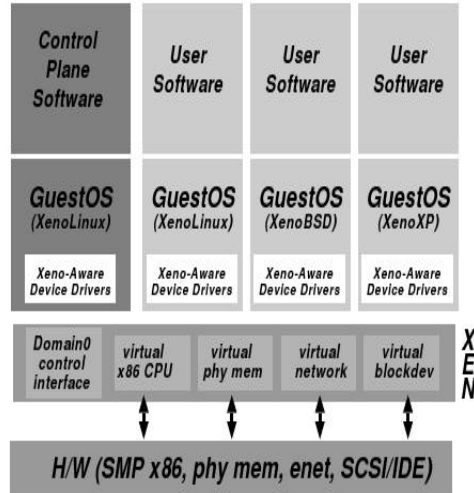 Control
Plane
Software
User
Software
User
Software
User
Software
GuestOS
(XenoLinux)
GuestOS
(XenoLinux)
GuestOS
(XenoBSD)
GuestOS
(XenoXP)
Xeno-Aware
Device Drivers
Xeno-Aware
Device Drivers
Xeno-Aware
Device Drivers
Xeno-Aware
Device Drivers
Domain0
control
interface
virtual
x86 CPU
virtual
phy mem
virtual
network
virtual
blockdev
X
E
N
H/W (SMP x86, phy mem, enet, SCSI/IDE)